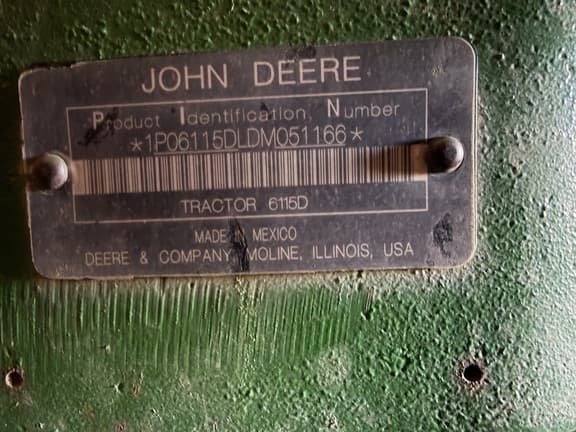 JOHN DEERE
Product Identification Number
*1P06115DLDM051166*
TRACTOR 6115D
MADE IN MEXICO
DEERE & COMPANY MOLINE, ILLINOIS, USA